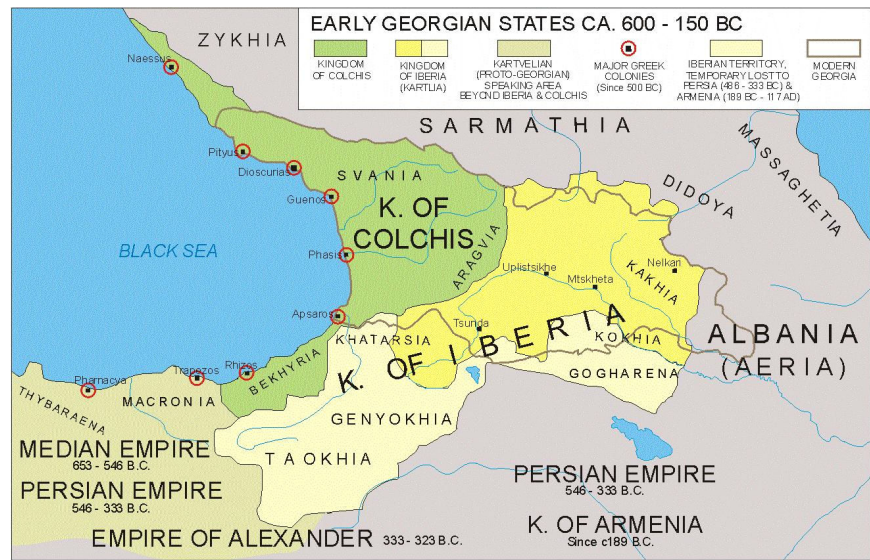 EARLY GEORGIAN STATES CA. 600 - 150 BC
KINGDOM
OF COLCHIS
KINGDOM
OF IBERIA
(KARTLIA)
KARTVELIAN
(PROTO-GEORGIAN)
SPEAKING AREA
BEYOND IBERIA & COLCHIS
MAJOR GREEK
COLONIES
(Since 500 BC)
IBERIAN TERRITORY,
TEMPORARY LOST TO
PERSIA (486 - 333 BC) &
ARMENIA (189 BC - 117 AD)
MODERN
GEORGIA
ZYKHIA
Naessus
SARMATHIA
MASSAGHETIA
Pityus
Dioscurias
SVANIA
DIDOYA
Guenos
K. OF
COLCHIS
BLACK SEA
Phasis
ARAGVIA
Uplistsikhe
Mtskheta
KAKHIA
Nelkari
Apsaros
KHATARSIA
Tsunda
K. OF IBERIA
KOKHIA
ALBANIA
(AERIA)
Pharnacya
Trapezos
Rhizos
BEKHYRIA
GOGHARENA
THYBARAENA
MACRONIA
GENYOKHIA
TAOKHIA
MEDIAN EMPIRE
653 - 546 B.C.
PERSIAN EMPIRE
546 - 333 B.C.
PERSIAN EMPIRE
546 - 333 B.C.
EMPIRE OF ALEXANDER 333 - 323 B.C.
K. OF ARMENIA
Since c189 B.C.